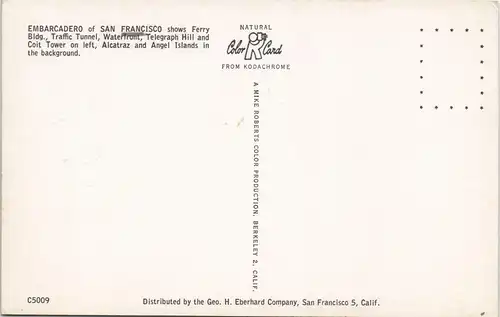 EMBARCADERO of SAN FRANCISCO shows Ferry
Bldg., Traffic Tunnel, Waterfront, Telegraph Hill and
Coit Tower on left, Alcatraz and Angel Islands in
the background.
NATURAL
Color Card
FROM KODACHROME
A MIKE ROBERTS COLOR PRODUCTION, BERKELEY 2, CALIF.
C5009
Distributed by the Geo. H. Eberhard Company, San Francisco 5, Calif.